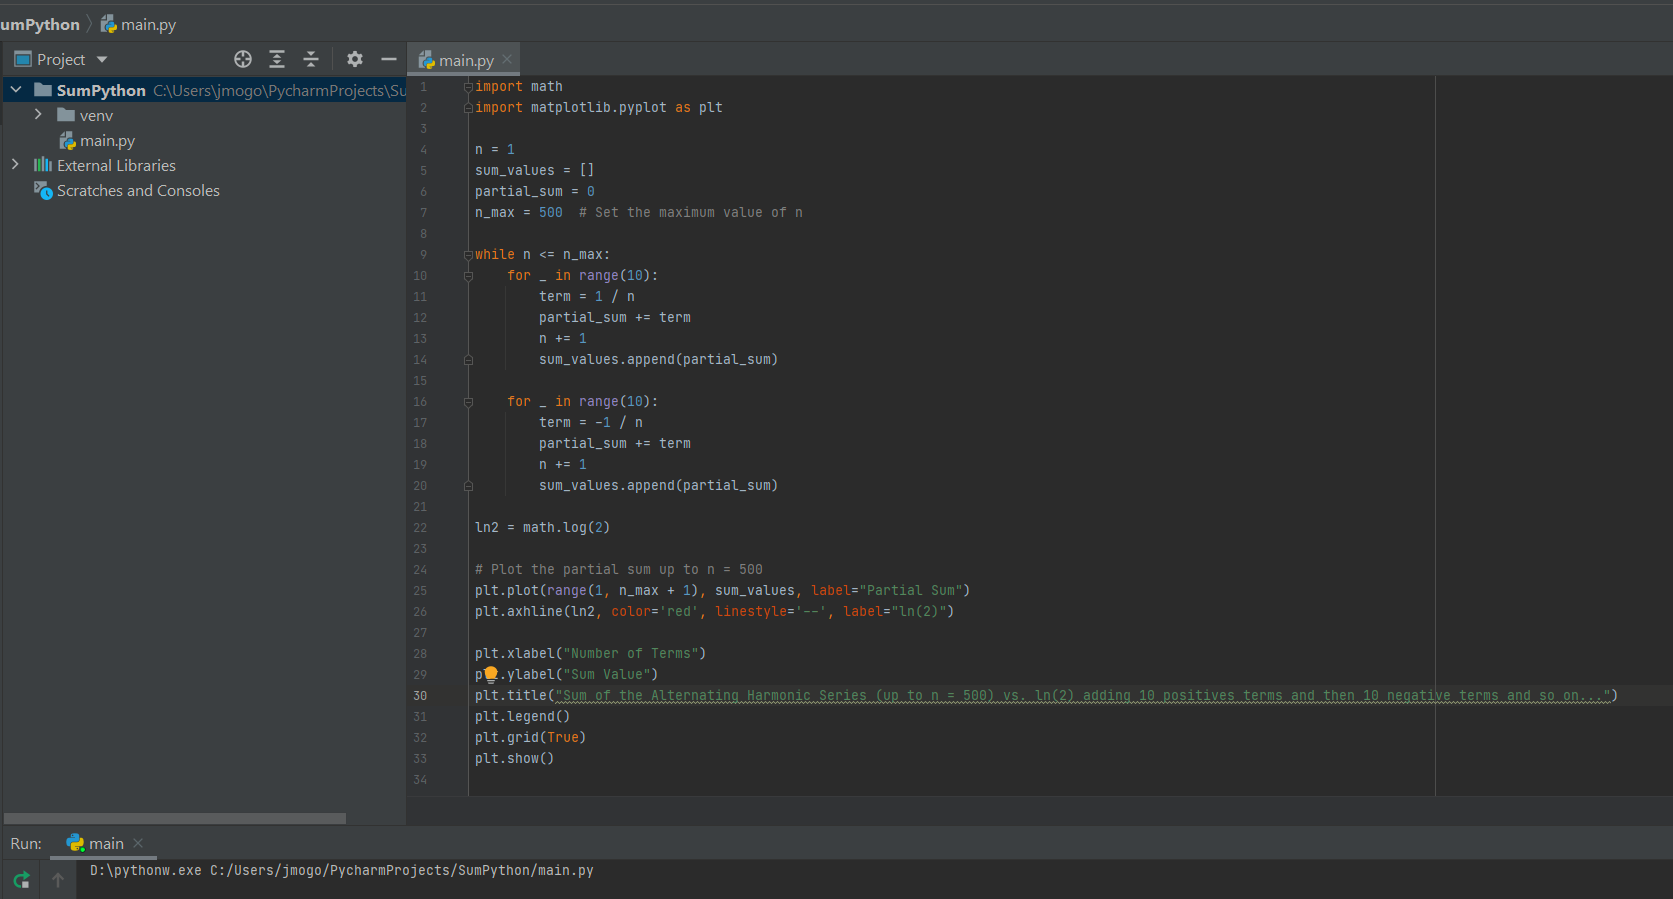 umPython main.py
Project
SumPython C:\Users\jmogo\PycharmProjects\Su
venv
main.py
External Libraries
Scratches and Consoles
main.py
1 import math
2 import matplotlib.pyplot as plt
3
4 n = 1
5 sum_values = []
6 partial_sum = 0
7 n_max = 500  # Set the maximum value of n
8
9 while n <= n_max:
10     for _ in range(10):
11         term = 1 / n
12         partial_sum += term
13         n += 1
14         sum_values.append(partial_sum)
15
16     for _ in range(10):
17         term = -1 / n
18         partial_sum += term
19         n += 1
20         sum_values.append(partial_sum)
21
22 ln2 = math.log(2)
23
24 # Plot the partial sum up to n = 500
25 plt.plot(range(1, n_max + 1), sum_values, label="Partial Sum")
26 plt.axhline(ln2, color='red', linestyle='--', label="ln(2)")
27
28 plt.xlabel("Number of Terms")
29 plt.ylabel("Sum Value")
30 plt.title("Sum of the Alternating Harmonic Series (up to n = 500) vs. ln(2) adding 10 positives terms and then 10 negative terms and so on...")
31 plt.legend()
32 plt.grid(True)
33 plt.show()
34
Run: main
D:\pythonw.exe C:/Users/jmogo/PycharmProjects/SumPython/main.py